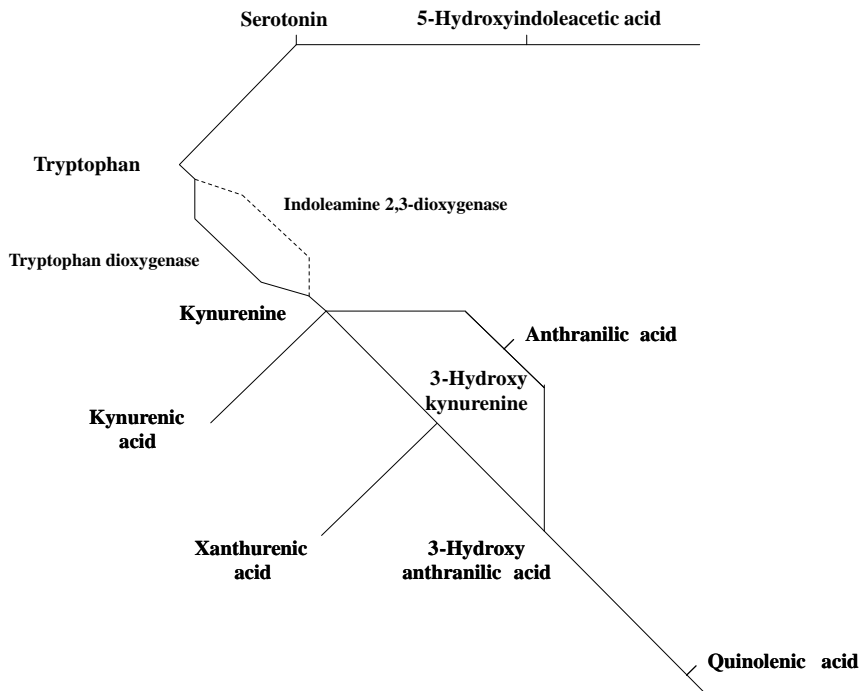 Serotonin
5-Hydroxyindoleacetic acid
Tryptophan
Indoleamine 2,3-dioxygenase
Tryptophan dioxygenase
Kynurenine
Anthranilic acid
3-Hydroxy
kynurenine
Kynurenic
acid
Xanthurenic
acid
3-Hydroxy
anthranilic acid
Quinolenic acid